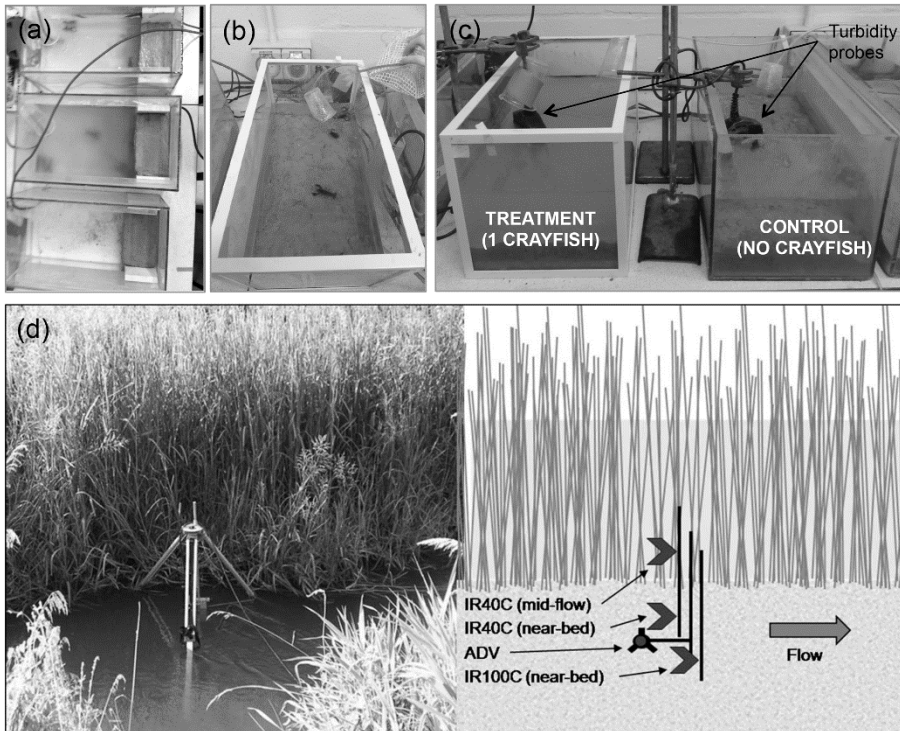 (a)
(b)
(c)
Turbidity
probes
TREATMENT
(1 CRAYFISH)
CONTROL
(NO CRAYFISH)
(d)
IR40C (mid-flow)
IR40C (near-bed)
ADV
IR100C (near-bed)
Flow